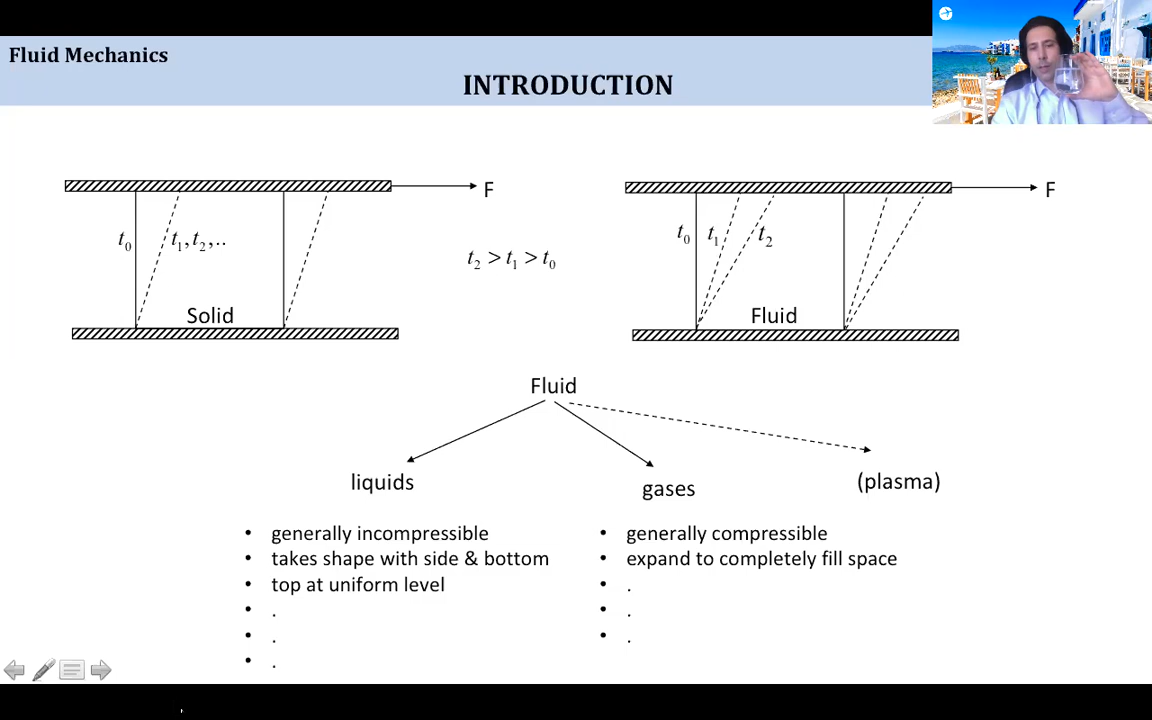 Fluid Mechanics
INTRODUCTION
F
t₀
t₁,t₂,..
Solid
t₂ > t₁ > t₀
F
t₀
t₁
t₂
Fluid
Fluid
liquids
gases
(plasma)
• generally incompressible
• takes shape with side & bottom
• top at uniform level
• .
• .
• .
• generally compressible
• expand to completely fill space
• .
• .
• .